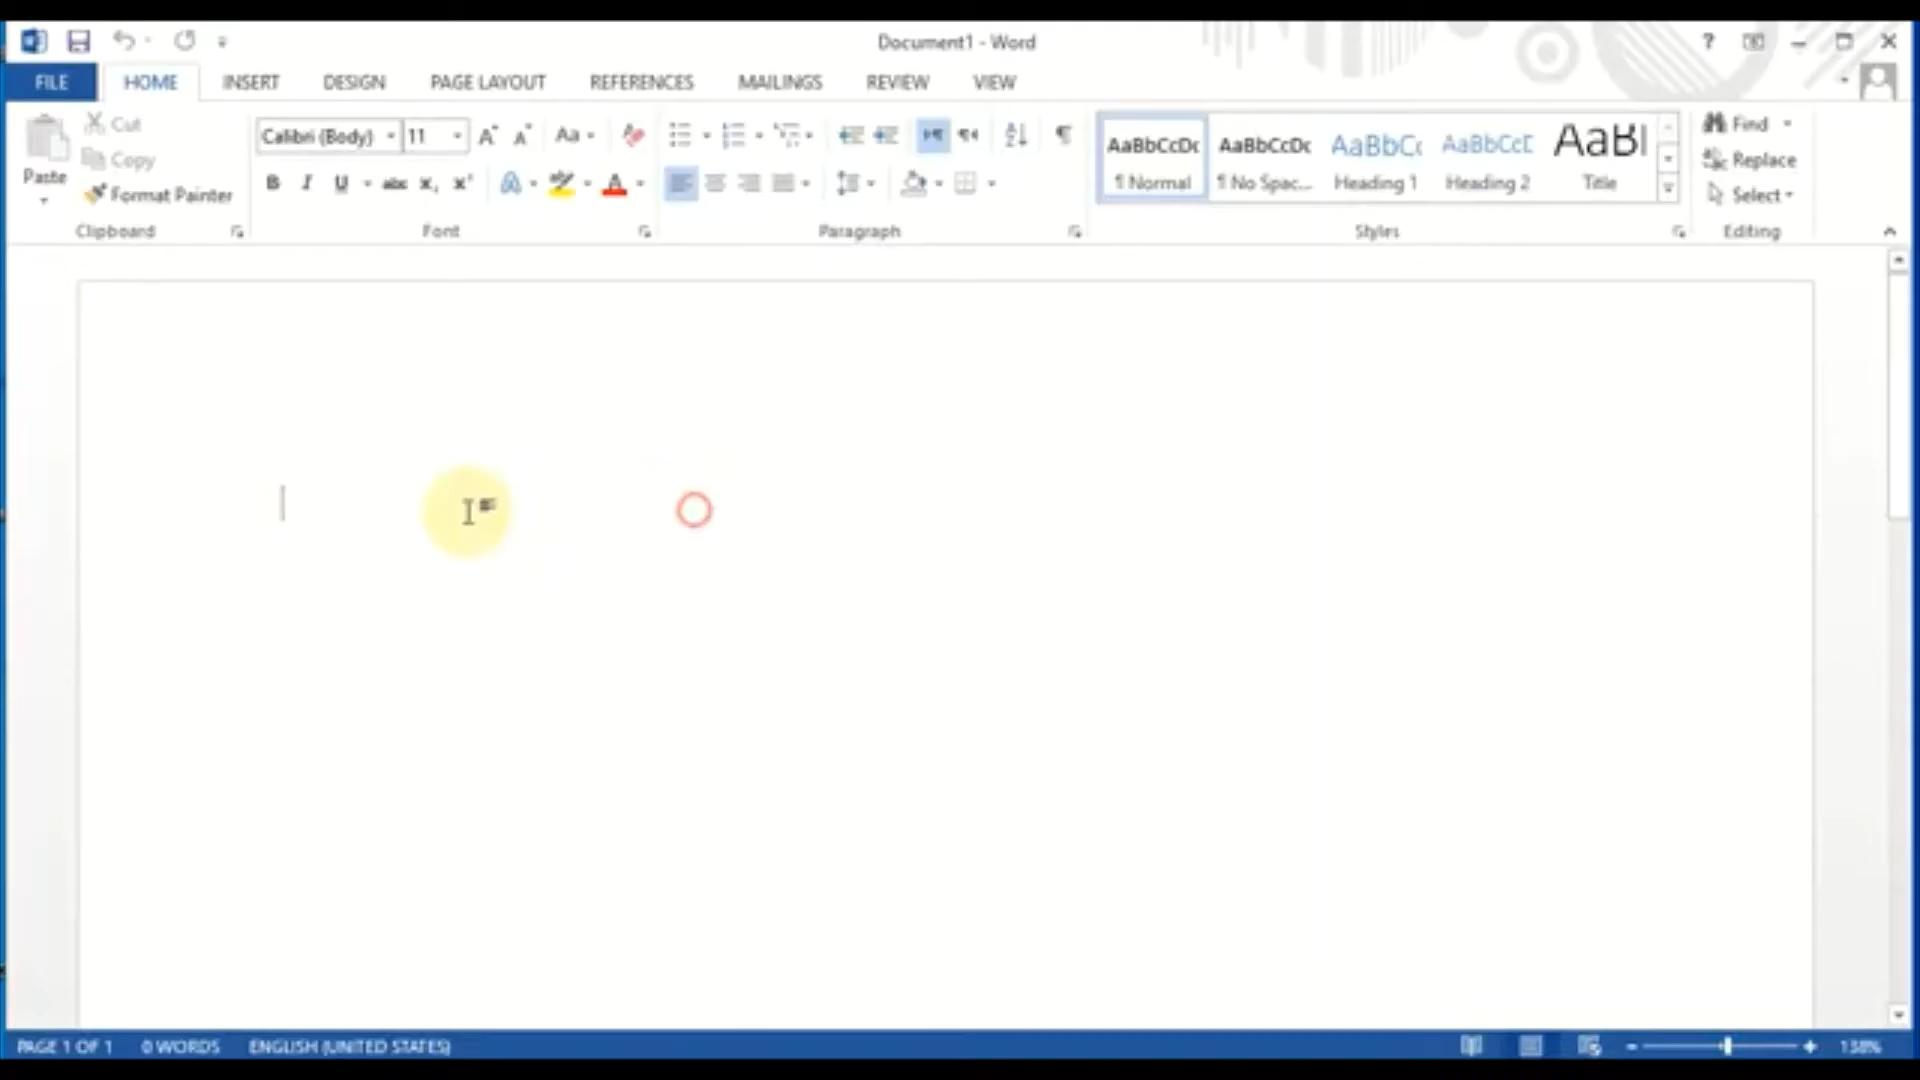 Document1 - Word
?
FILE HOME INSERT DESIGN PAGE LAYOUT REFERENCES MAILINGS REVIEW VIEW
Paste
Cut
Copy
Format Painter
Clipboard
Calibri (Body) 11 A A Aa
B I U abc X, X' A A
Font
Paragraph
AaBbCcDc AaBbCcDc AaBbCc AaBbCcD AaBl
¶ Normal ¶ No Spac... Heading 1 Heading 2 Title
Styles
Find
Replace
Select
Editing
PAGE 1 OF 1 0 WORDS ENGLISH (UNITED STATES) 138%